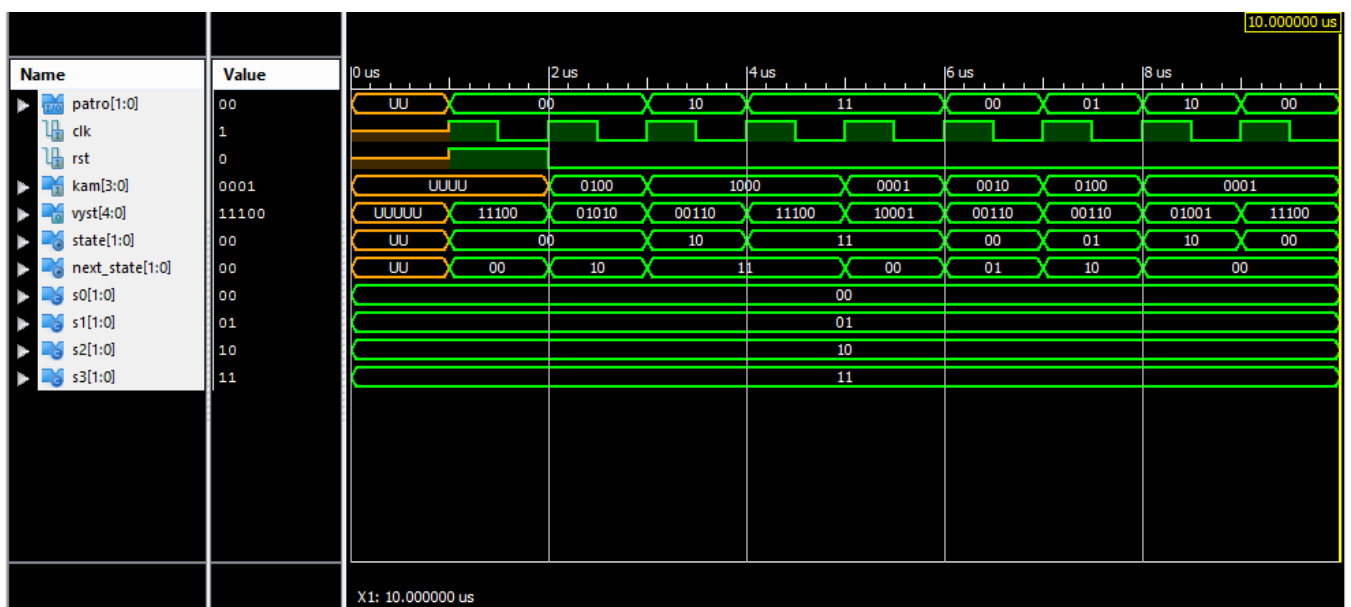 10.000000 us
Name Value 0 us 2 us 4 us 6 us 8 us
patro[1:0] 00 UU 00 10 11 00 01 10 00
clk 1
rst 0
kam[3:0] 0001 UUUU 0100 1000 0001 0010 0100 0001
vyst[4:0] 11100 UUUUU 11100 01010 00110 11100 10001 00110 00110 01001 11100
state[1:0] 00 UU 00 10 11 00 01 10 00
next_state[1:0] 00 UU 00 10 11 00 01 10 00
s0[1:0] 00 00
s1[1:0] 01 01
s2[1:0] 10 10
s3[1:0] 11 11
X1: 10.000000 us